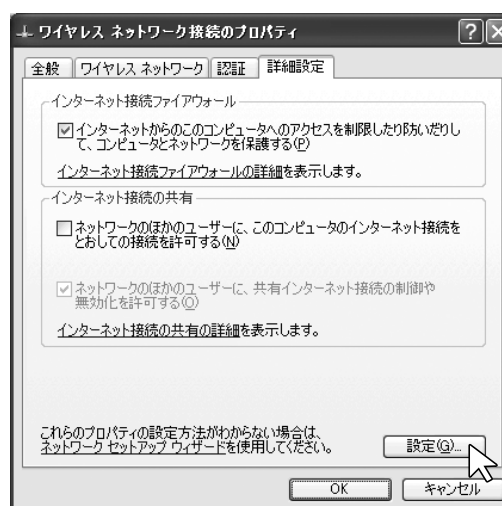 ワイヤレス ネットワーク接続のプロパティ
全般 ワイヤレス ネットワーク 認証 詳細設定
インターネット接続ファイアウォール
インターネットからのこのコンピュータへのアクセスを制限したり防いだりし
て、コンピュータとネットワークを保護する(P)
インターネット接続ファイアウォールの詳細を表示します。
インターネット接続の共有
ネットワークのほかのユーザーに、このコンピュータのインターネット接続を
とおしての接続を許可する(N)
ネットワークのほかのユーザーに、共有インターネット接続の制御や
無効化を許可する(O)
インターネット接続の共有の詳細を表示します。
これらのプロパティの設定方法がわからない場合は、
ネットワーク セットアップ ウィザードを使用してください。
設定(G)...
OK キャンセル